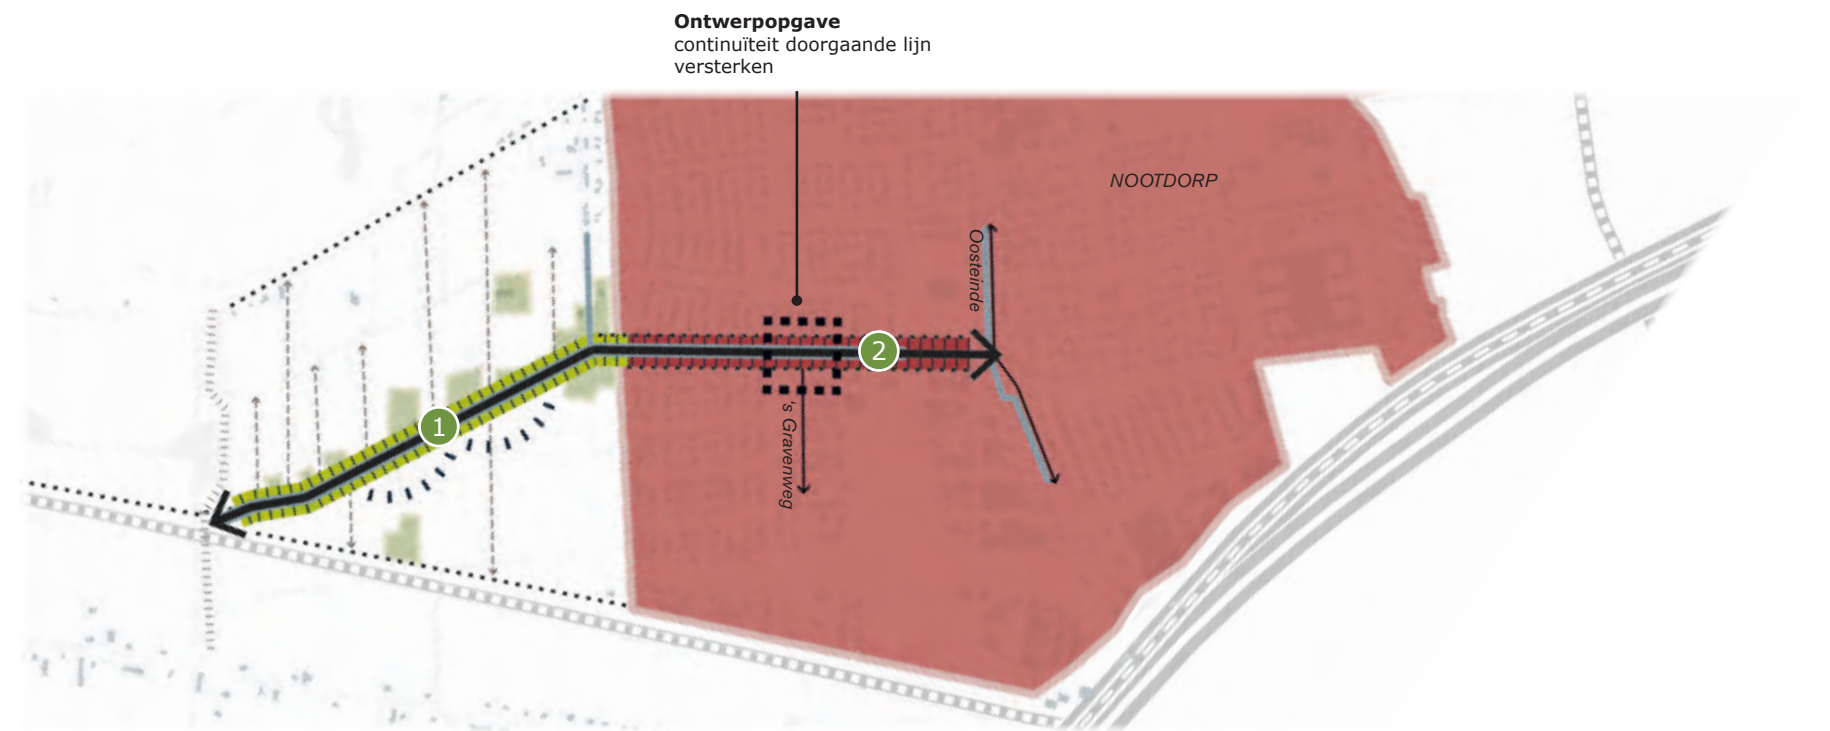 Ontwerpopgave
continuïteit doorgaande lijn
versterken
NOOTDORP
Oosteinde
2
's Gravenweg
1